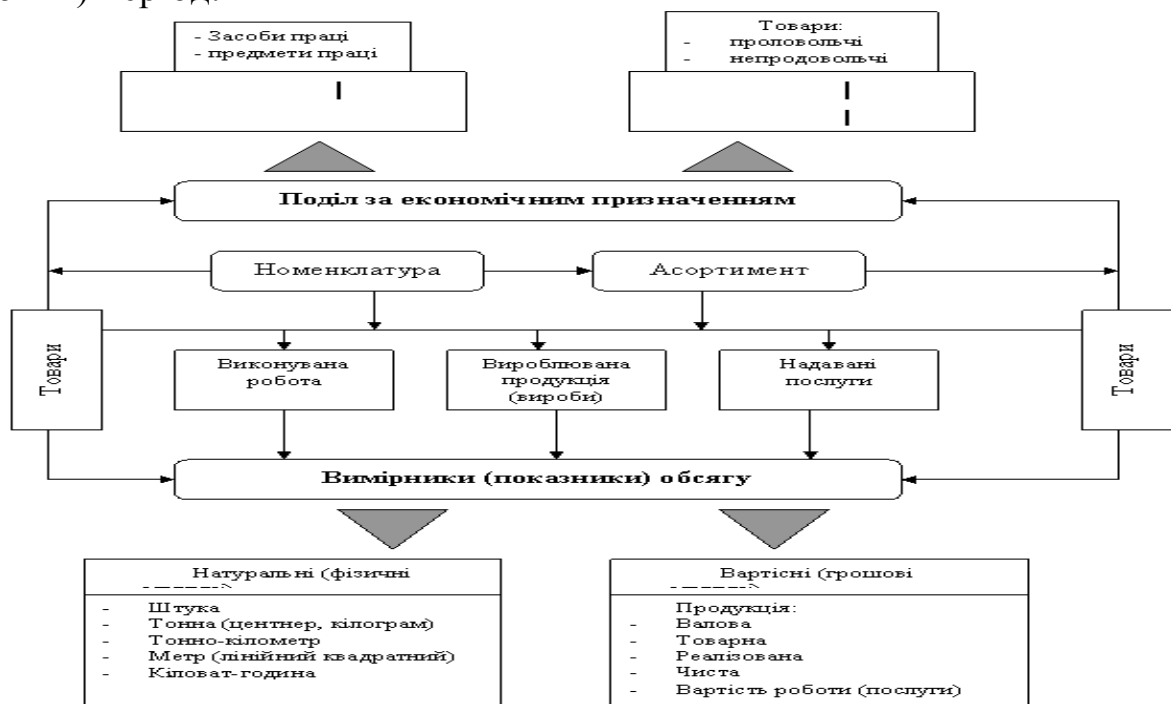 період.
- Засоби праці
- предмети праці
Товари:
- проловольчі
- непродовольчі
Поділ за економічним призначенням
Номенклатура
Асортимент
Товари
Виконувана
робота
Вироблювана
продукція
(вироби)
Надавані
послуги
Товари
Вимірники (показники) обсягу
Натуральні (фізичні
- Штука
- Тонна (центнер, кілограм)
- Тонно-кілометр
- Метр (лінійний квадратний)
- Кіловат-година
Вартісні (грошові
Продукція:
- Валова
- Товарна
- Реалізована
- Чиста
- Вартість роботи (послуги)